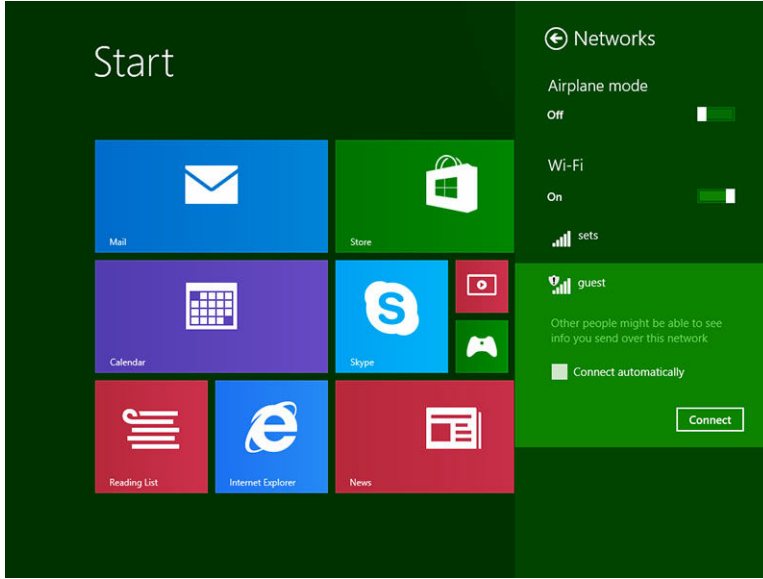 Start
Mail
Store
Calendar
Skype
Reading List
Internet Explorer
News
Networks
Airplane mode
Off
Wi-Fi
On
sets
guest
Other people might be able to see
info you send over this network
Connect automatically
Connect